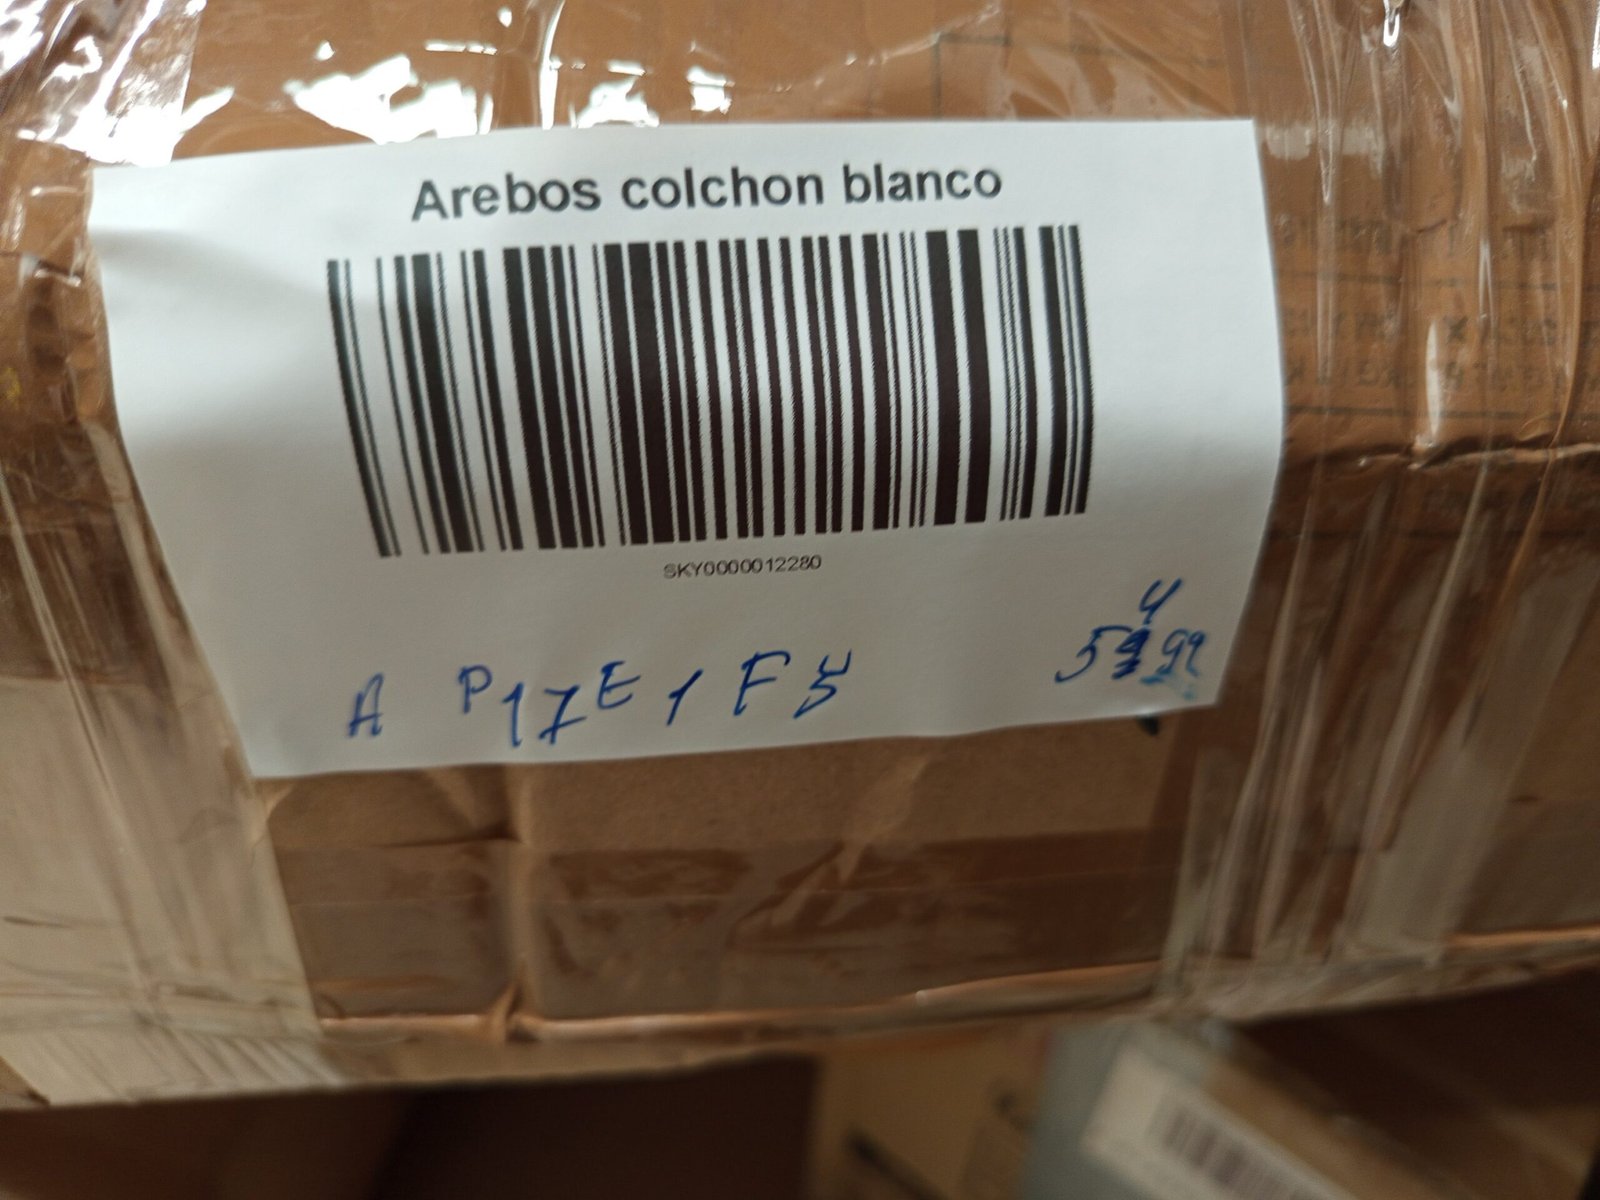 Arebos colchon blanco
SKY0000012280
A P17E1F5